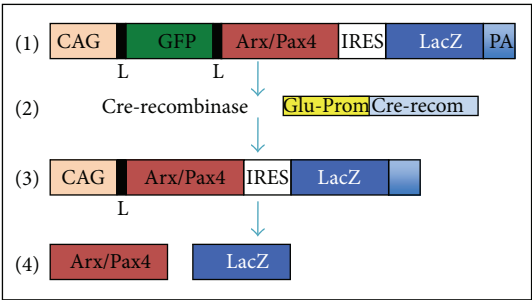 (1) CAG GFP Arx/Pax4 IRES LacZ PA
L L
(2) Cre-recombinase Glu-Prom Cre-recom
(3) CAG Arx/Pax4 IRES LacZ
L
(4) Arx/Pax4 LacZ